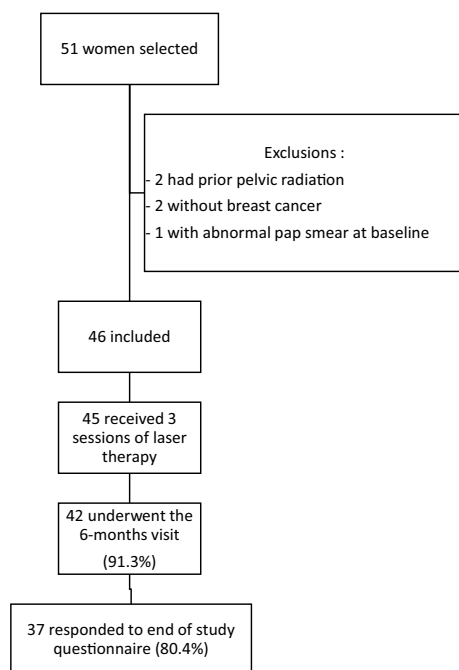 51 women selected
Exclusions :
- 2 had prior pelvic radiation
- 2 without breast cancer
- 1 with abnormal pap smear at baseline
46 included
45 received 3
sessions of laser
therapy
42 underwent the
6-months visit
(91.3%)
37 responded to end of study
questionnaire (80.4%)